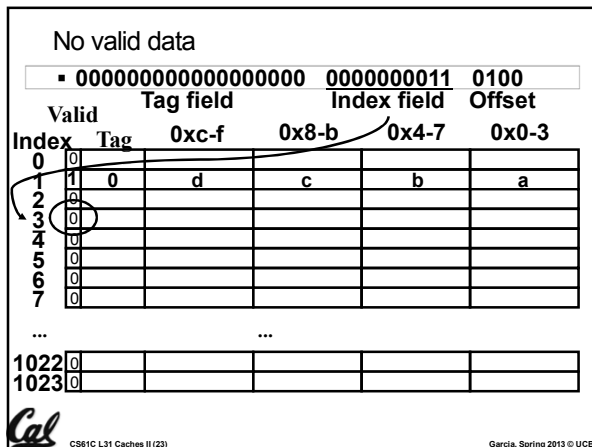 No valid data
▪ 000000000000000000 0000000011 0100
Tag field Index field Offset
Valid
Index Tag 0xc-f 0x8-b 0x4-7 0x0-3
0 0
1 1 0 d c b a
2 0
3 0
4 0
5 0
6 0
7 0
... ...
1022 0
1023 0
Cal CS61C L31 Caches II (23) Garcia, Spring 2013 © UCB